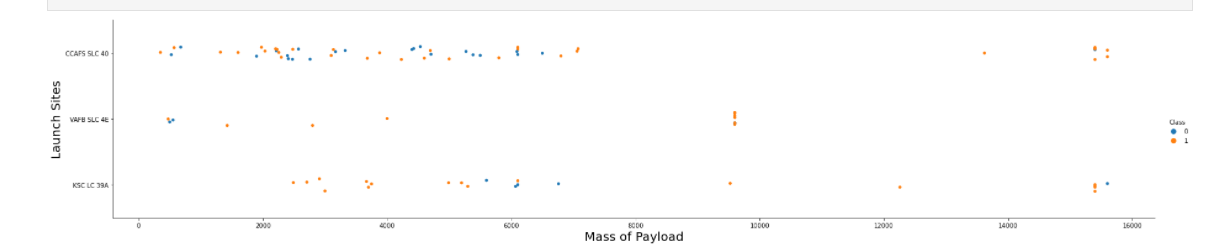 CCAFS SLC 40
VAFB SLC 4E
KSC LC 39A
Launch Sites
0 2000 4000 6000 8000 10000 12000 14000 16000
Mass of Payload
Class
0
1